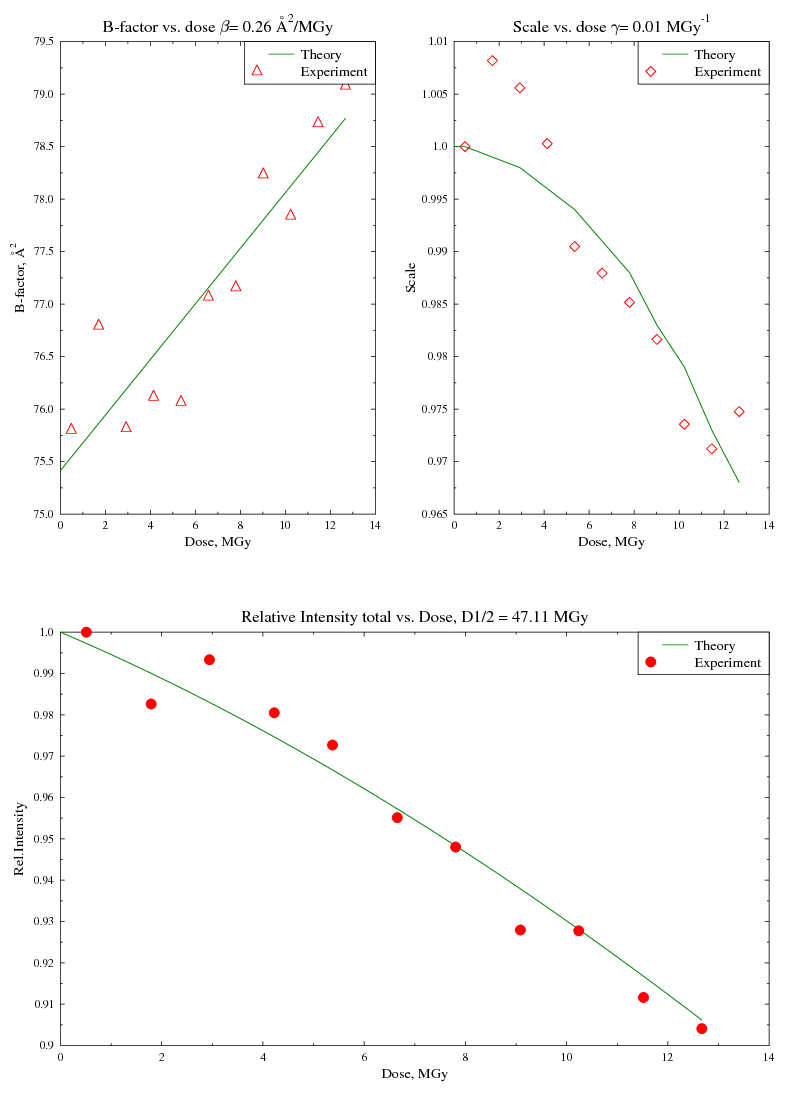 B-factor vs. dose β= 0.26 Å²/MGy
Theory
Experiment
79.5
79.0
78.5
78.0
77.5
77.0
76.5
76.0
75.5
75.0
B-factor, Å²
0 2 4 6 8 10 12 14
Dose, MGy
Scale vs. dose γ= 0.01 MGy⁻¹
Theory
Experiment
1.01
1.005
1.0
0.995
0.99
0.985
0.98
0.975
0.97
0.965
Scale
0 2 4 6 8 10 12 14
Dose, MGy
Relative Intensity total vs. Dose, D1/2 = 47.11 MGy
Theory
Experiment
1.0
0.99
0.98
0.97
0.96
0.95
0.94
0.93
0.92
0.91
0.9
Rel.Intensity
0 2 4 6 8 10 12 14
Dose, MGy